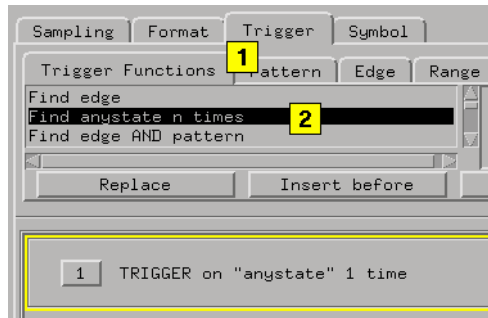 Sampling Format Trigger Symbol
1
Trigger Functions Pattern Edge Range
Find edge
Find anystate n times
2
Find edge AND pattern
Replace Insert before
1 TRIGGER on "anystate" 1 time